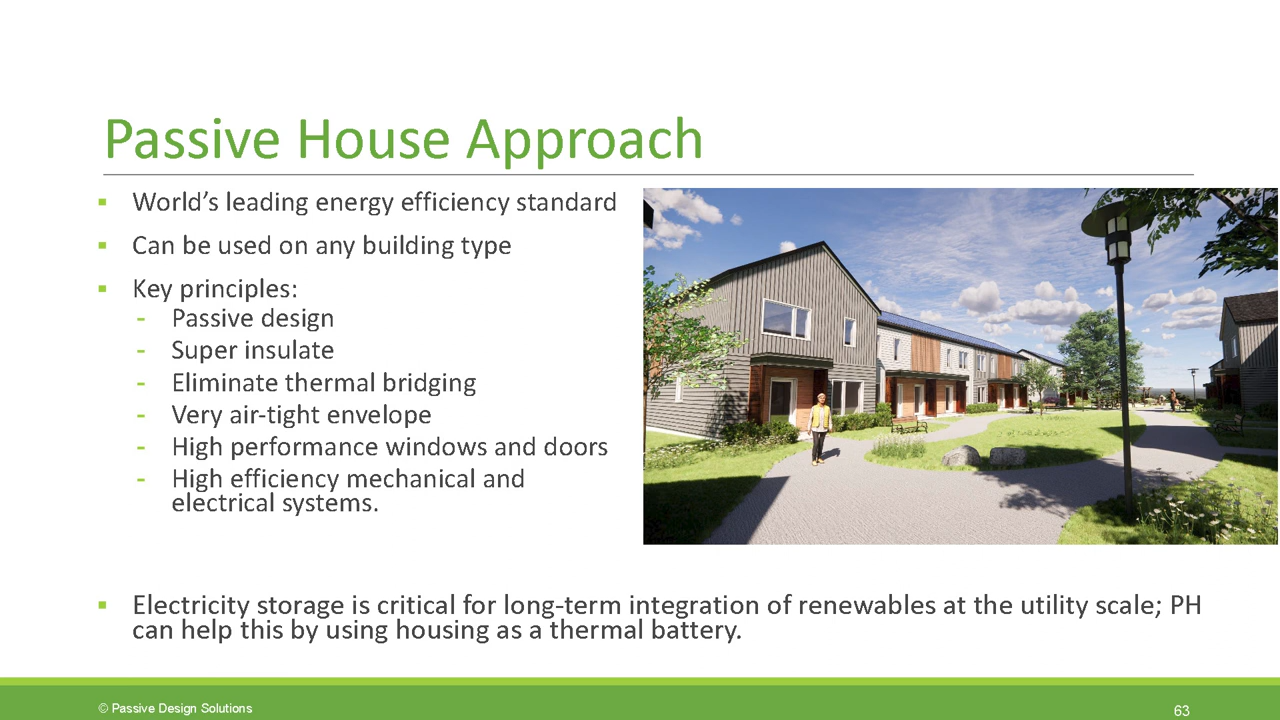 Passive House Approach
▪ World’s leading energy efficiency standard
▪ Can be used on any building type
▪ Key principles:
- Passive design
- Super insulate
- Eliminate thermal bridging
- Very air-tight envelope
- High performance windows and doors
- High efficiency mechanical and
electrical systems.
▪ Electricity storage is critical for long-term integration of renewables at the utility scale; PH
can help this by using housing as a thermal battery.
© Passive Design Solutions
63